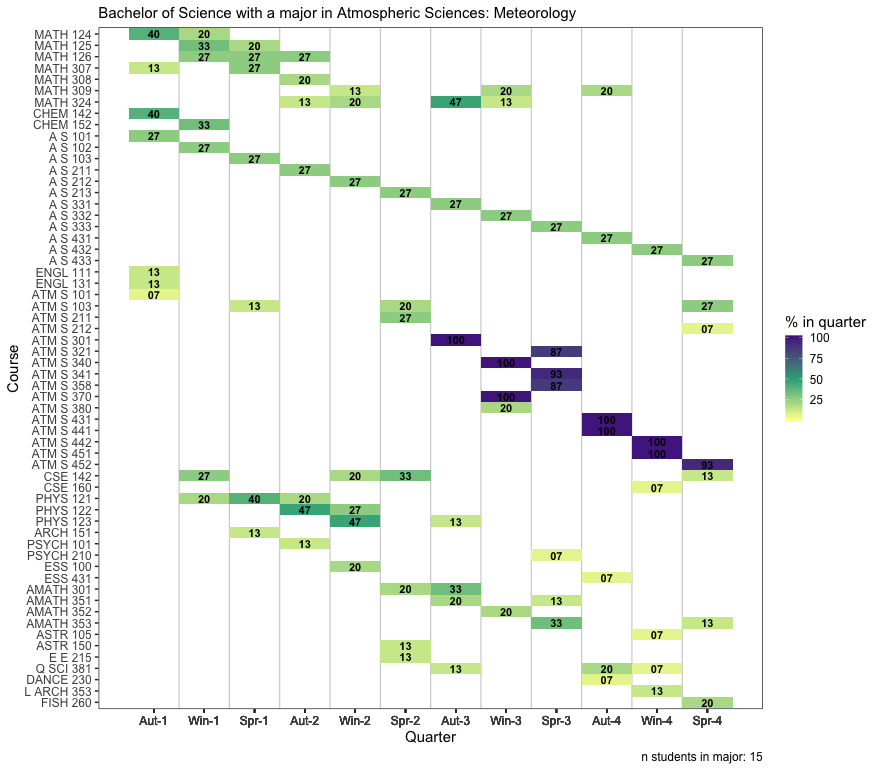 Bachelor of Science with a major in Atmospheric Sciences: Meteorology
MATH 124 40 20
MATH 125 33 20
MATH 126 27 27 27
MATH 307 13 27
MATH 308 20
MATH 309 13 20 20
MATH 324 13 20 47 13
CHEM 142 40
CHEM 152 33
A S 101 27
A S 102 27
A S 103 27
A S 211 27
A S 212 27
A S 213 27
A S 331 27
A S 332 27
A S 333 27
A S 431 27
A S 432 27
A S 433 27
ENGL 111 13
ENGL 131 13
ATM S 101 07
ATM S 103 13 20 27
ATM S 211 27
ATM S 212 07
ATM S 301 100
ATM S 321 87
ATM S 340 100
ATM S 341 93
ATM S 358 87
ATM S 370 100
ATM S 380 20
ATM S 431 100
ATM S 441 100
ATM S 442 100
ATM S 451 100
ATM S 452 93
CSE 142 27 20 33 13
CSE 160 07
PHYS 121 20 40 20
PHYS 122 47 27
PHYS 123 47 13
ARCH 151 13
PSYCH 101 13
PSYCH 210 07
ESS 100 20
ESS 431 07
AMATH 301 20 33
AMATH 351 20 13
AMATH 352 20
AMATH 353 33 13
ASTR 105 07
ASTR 150 13
E E 215 13
Q SCI 381 13 20 07
DANCE 230 07
L ARCH 353 13
FISH 260 20
Course
Aut-1 Win-1 Spr-1 Aut-2 Win-2 Spr-2 Aut-3 Win-3 Spr-3 Aut-4 Win-4 Spr-4
Quarter
% in quarter
100
75
50
25
n students in major: 15